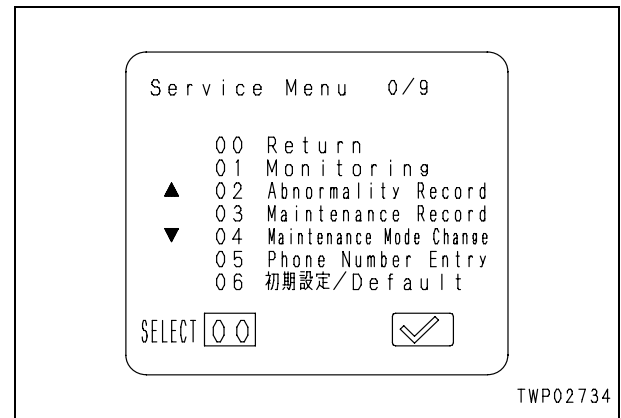 Service Menu 0/9
00 Return
01 Monitoring
▲ 02 Abnormality Record
03 Maintenance Record
▼ 04 Maintenance Mode Change
05 Phone Number Entry
06 初期設定/Default
SELECT 00
TWP02734